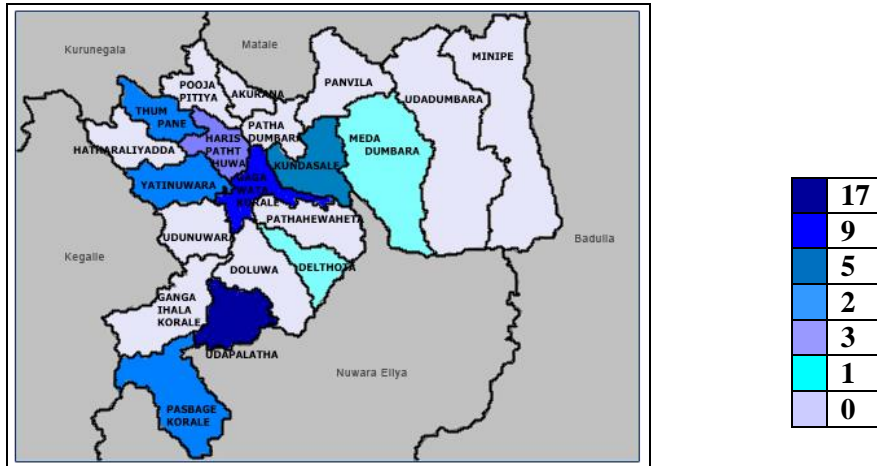 Kurunegala
Matale
MINIPE
POOJA
PITIYA
AKURANA
PANVILA
UDADUMBARA
THUM
PANE
PATHA
DUMBARA
HARIS
PATHT
HUWA
MEDA
DUMBARA
HATHARALIYADDA
KUNDASALE
YATINUWARA
GAGA
WATA
KORALE
PATHAHEWAHETA
UDUNUWARA
Badulla
Kegalle
DOLUWA
DELTHOTA
GANGA
IHALA
KORALE
UDAPALATHA
Nuwara Eliya
PASBAGE
KORALE
17
9
5
2
3
1
0